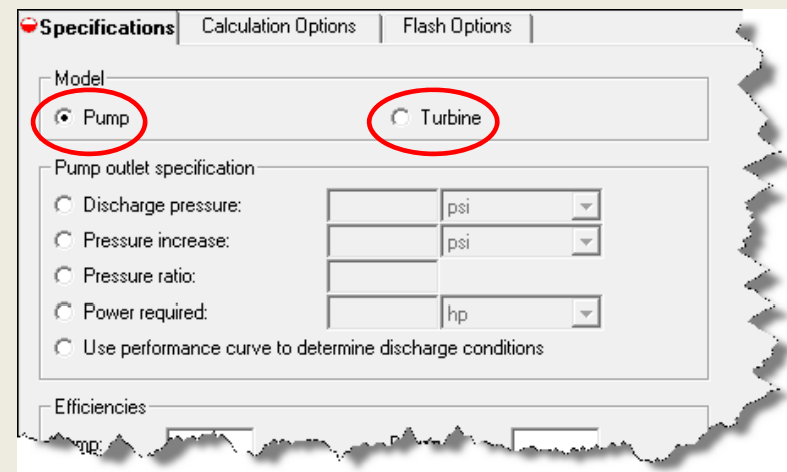 Specifications Calculation Options Flash Options
Model
Pump Turbine
Pump outlet specification
Discharge pressure: psi
Pressure increase: psi
Pressure ratio:
Power required: hp
Use performance curve to determine discharge conditions
Efficiencies